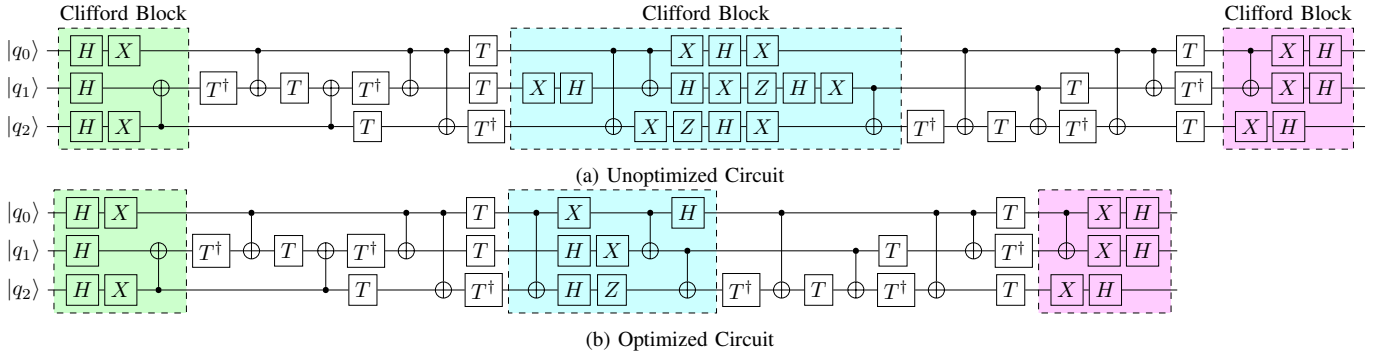 Clifford Block Clifford Block Clifford Block
|q₀⟩ H X T X H X T X H
|q₁⟩ H T† T T† T X H H X Z H X T T† X H
|q₂⟩ H X T T† X Z H X T† T T† T X H
(a) Unoptimized Circuit
|q₀⟩ H X T X H T X H
|q₁⟩ H T† T T† T H X T T† X H
|q₂⟩ H X T T† H Z T† T T† T X H
(b) Optimized Circuit